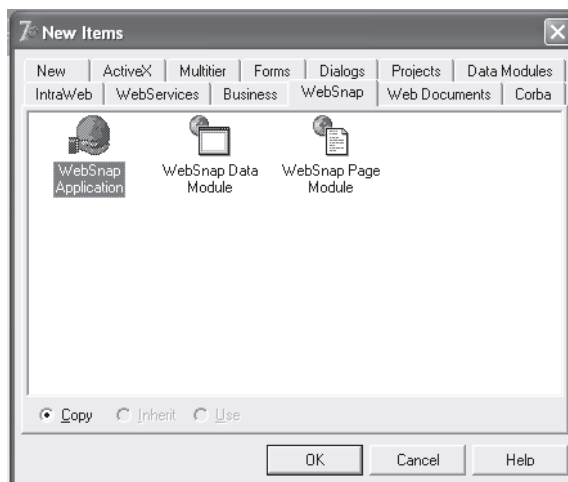 7 New Items
New ActiveX Multitier Forms Dialogs Projects Data Modules
IntraWeb WebServices Business WebSnap Web Documents Corba
WebSnap Application
WebSnap Data Module
WebSnap Page Module
Copy Inherit Use
OK Cancel Help